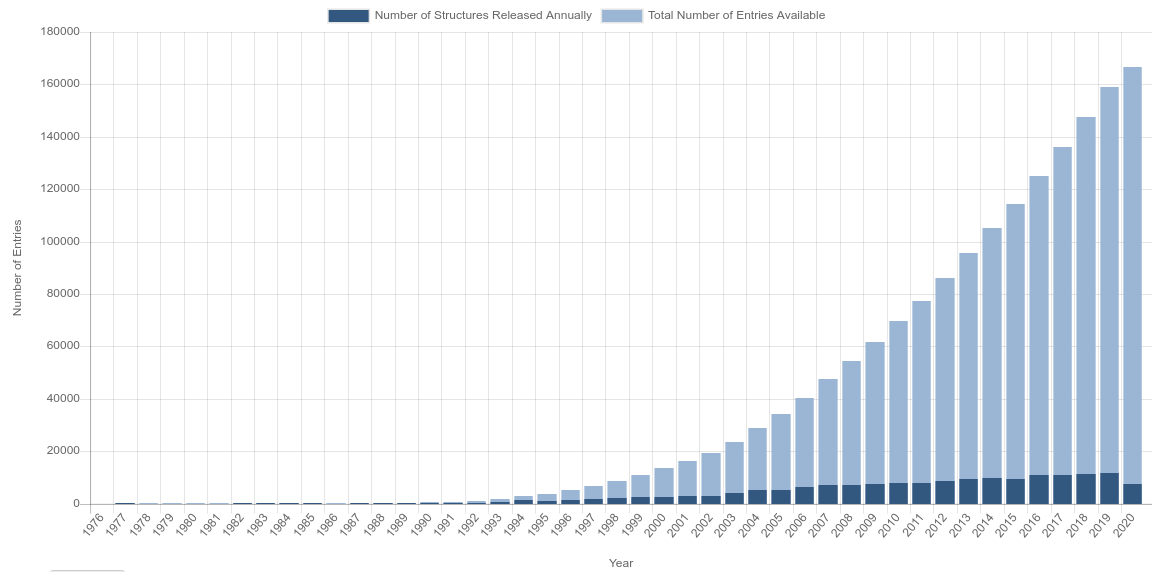 Number of Structures Released Annually Total Number of Entries Available
180000
160000
140000
120000
100000
80000
60000
40000
20000
0
Number of Entries
1976 1977 1978 1979 1980 1981 1982 1983 1984 1985 1986 1987 1988 1989 1990 1991 1992 1993 1994 1995 1996 1997 1998 1999 2000 2001 2002 2003 2004 2005 2006 2007 2008 2009 2010 2011 2012 2013 2014 2015 2016 2017 2018 2019 2020
Year